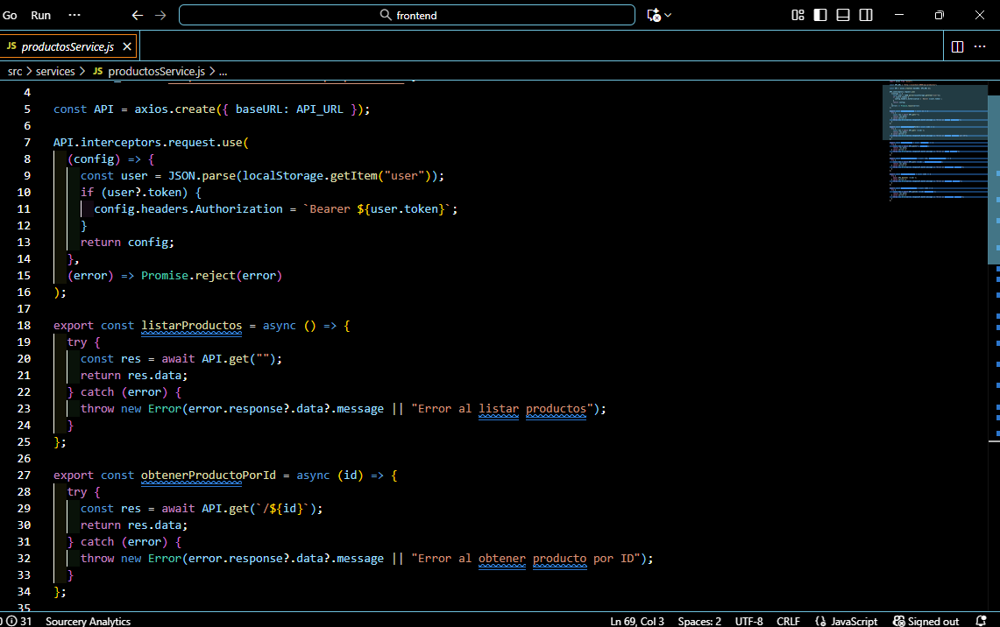 Go Run ··· frontend
JS productosService.js
src > services > JS productosService.js > ...
4
5 const API = axios.create({ baseURL: API_URL });
6
7 API.interceptors.request.use(
8 (config) => {
9 const user = JSON.parse(localStorage.getItem("user"));
10 if (user?.token) {
11 config.headers.Authorization = `Bearer ${user.token}`;
12 }
13 return config;
14 },
15 (error) => Promise.reject(error)
16 );
17
18 export const listarProductos = async () => {
19 try {
20 const res = await API.get("");
21 return res.data;
22 } catch (error) {
23 throw new Error(error.response?.data?.message || "Error al listar productos");
24 }
25 };
26
27 export const obtenerProductoPorId = async (id) => {
28 try {
29 const res = await API.get(`/${id}`);
30 return res.data;
31 } catch (error) {
32 throw new Error(error.response?.data?.message || "Error al obtener producto por ID");
33 }
34 };
35
31 Sourcery Analytics Ln 69, Col 3 Spaces: 2 UTF-8 CRLF {} JavaScript Signed out